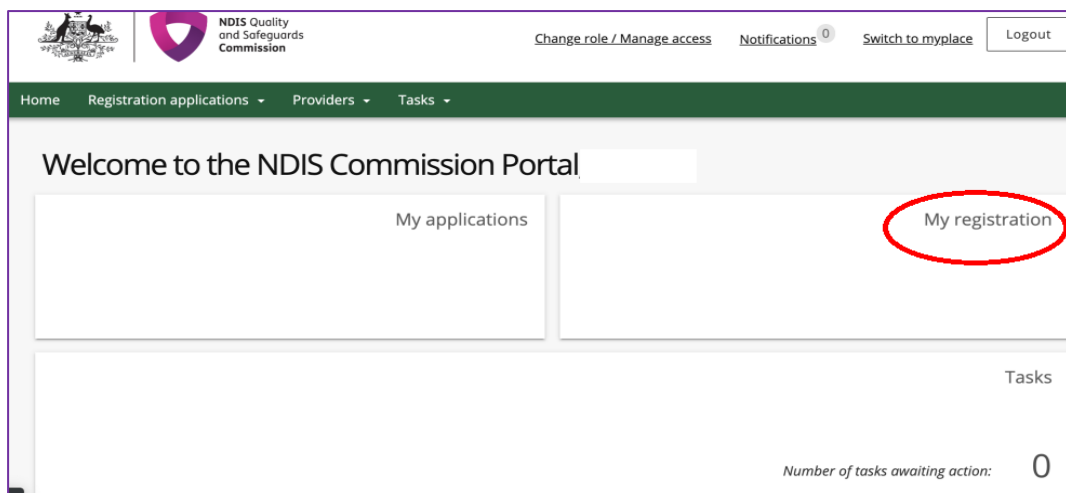 NDIS Quality
and Safeguards
Commission
Change role / Manage access Notifications 0 Switch to myplace Logout
Home Registration applications Providers Tasks
Welcome to the NDIS Commission Portal,
My applications My registration
Tasks
Number of tasks awaiting action: 0